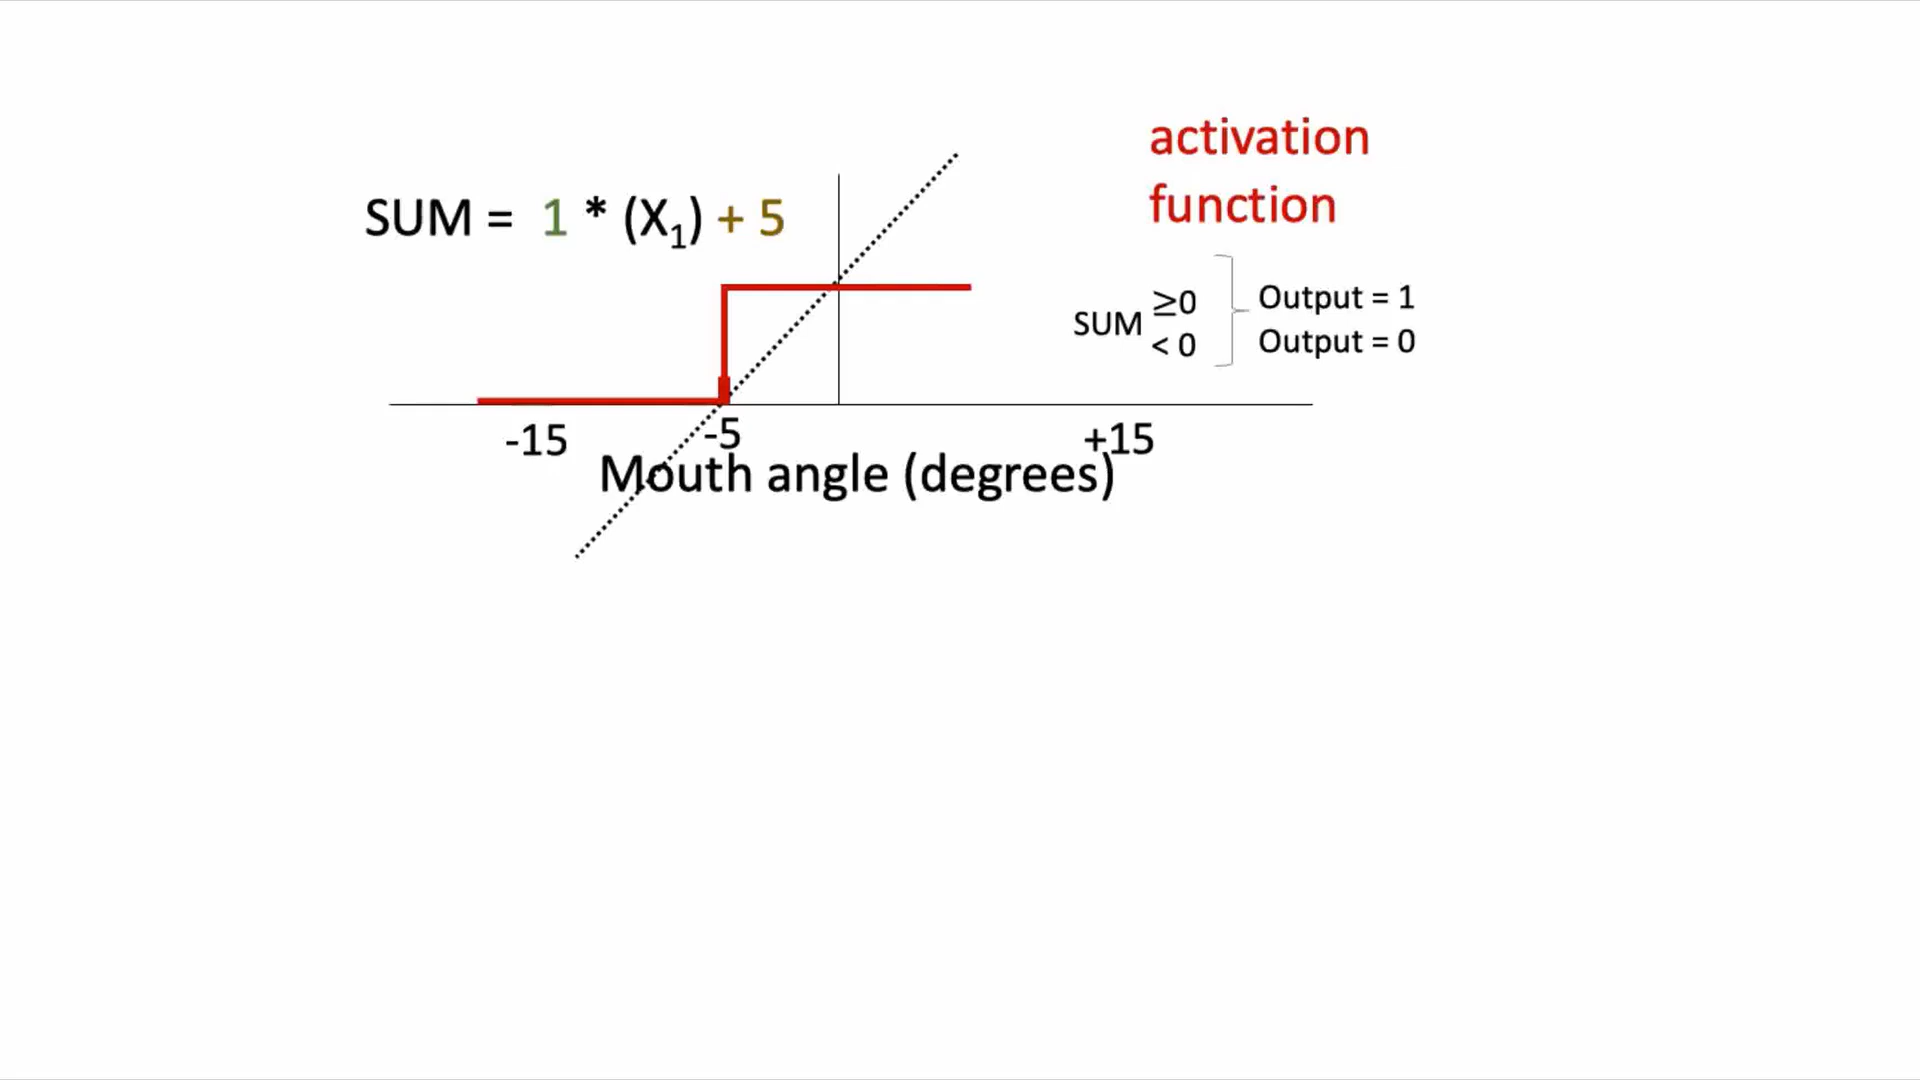 activation
function
SUM = 1 * (X₁) + 5
SUM ≥0 Output = 1
< 0 Output = 0
-15 -5 +15
Mouth angle (degrees)